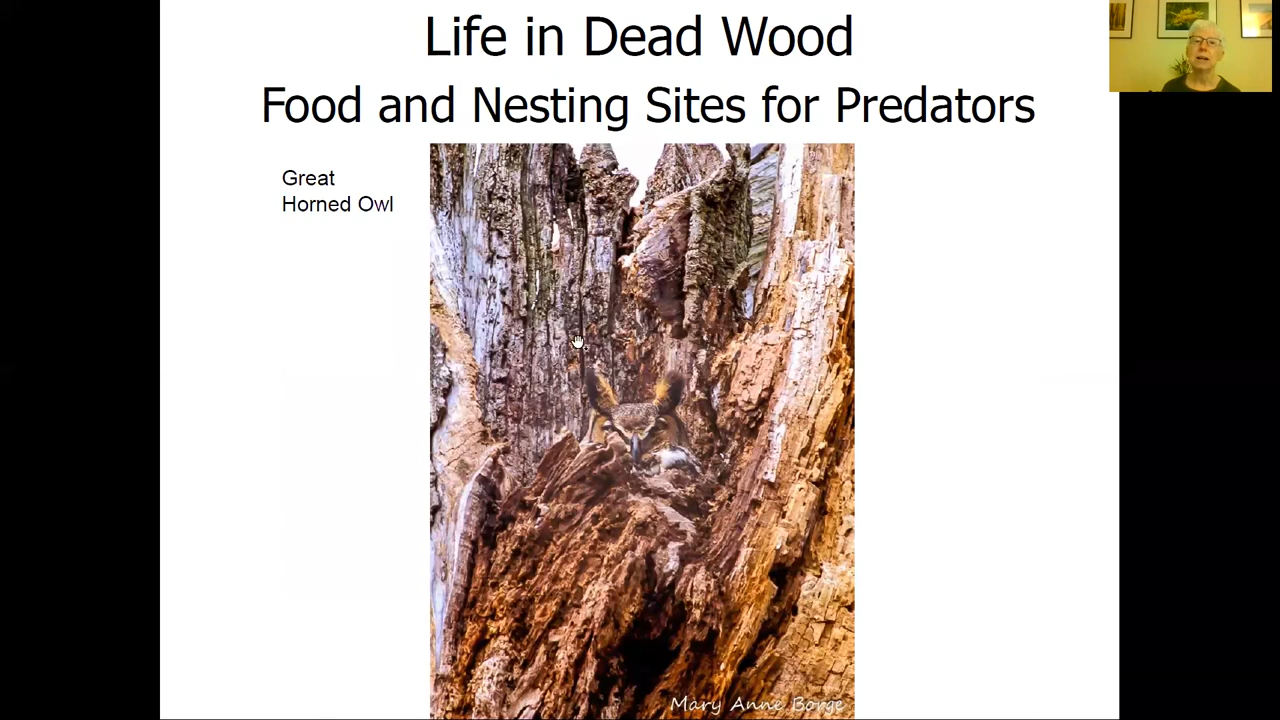 Life in Dead Wood
Food and Nesting Sites for Predators
Great
Horned Owl
Mary Anne Borge